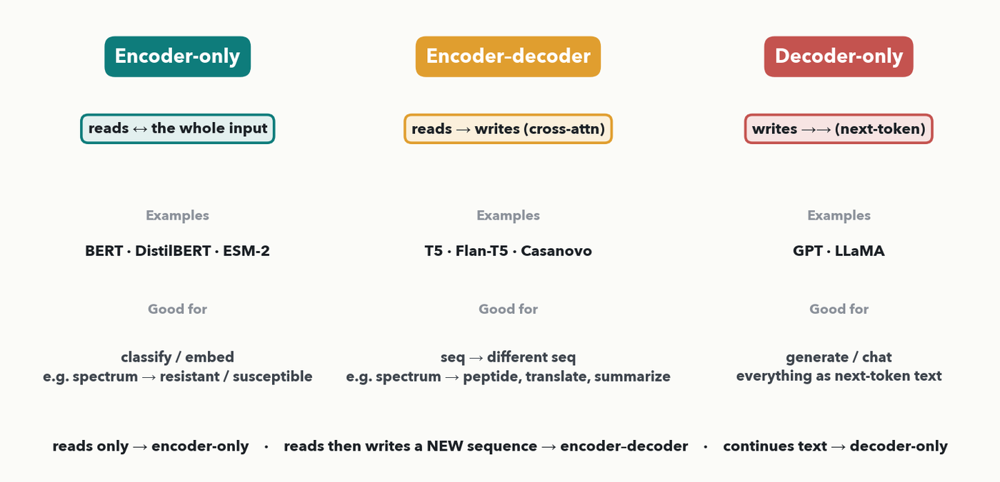 Encoder-only
Encoder–decoder
Decoder-only
reads ↔ the whole input
reads → writes (cross-attn)
writes →→ (next-token)
Examples
Examples
Examples
BERT · DistilBERT · ESM-2
T5 · Flan-T5 · Casanovo
GPT · LLaMA
Good for
Good for
Good for
classify / embed
e.g. spectrum → resistant / susceptible
seq → different seq
e.g. spectrum → peptide, translate, summarize
generate / chat
everything as next-token text
reads only → encoder-only · reads then writes a NEW sequence → encoder–decoder · continues text → decoder-only